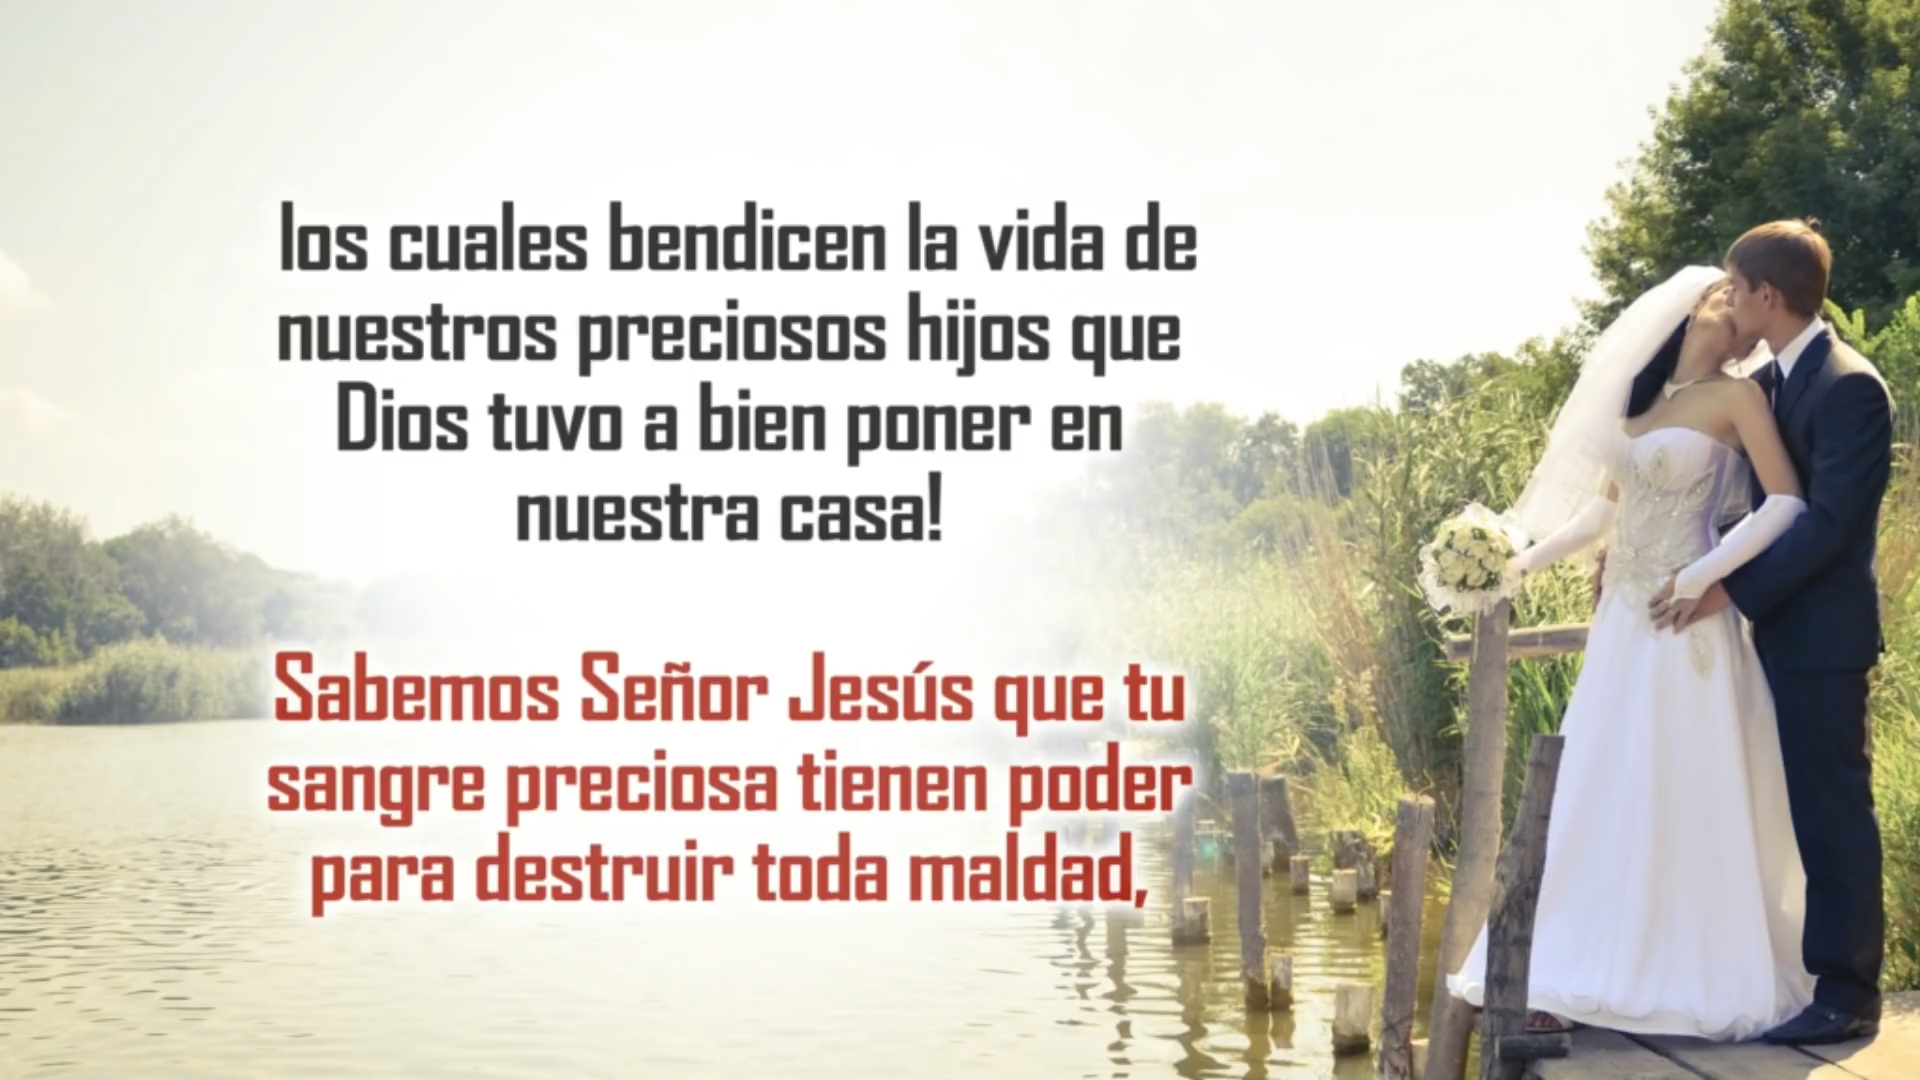 los cuales bendicen la vida de
nuestros preciosos hijos que
Dios tuvo a bien poner en
nuestra casa!
Sabemos Señor Jesús que tu
sangre preciosa tienen poder
para destruir toda maldad,